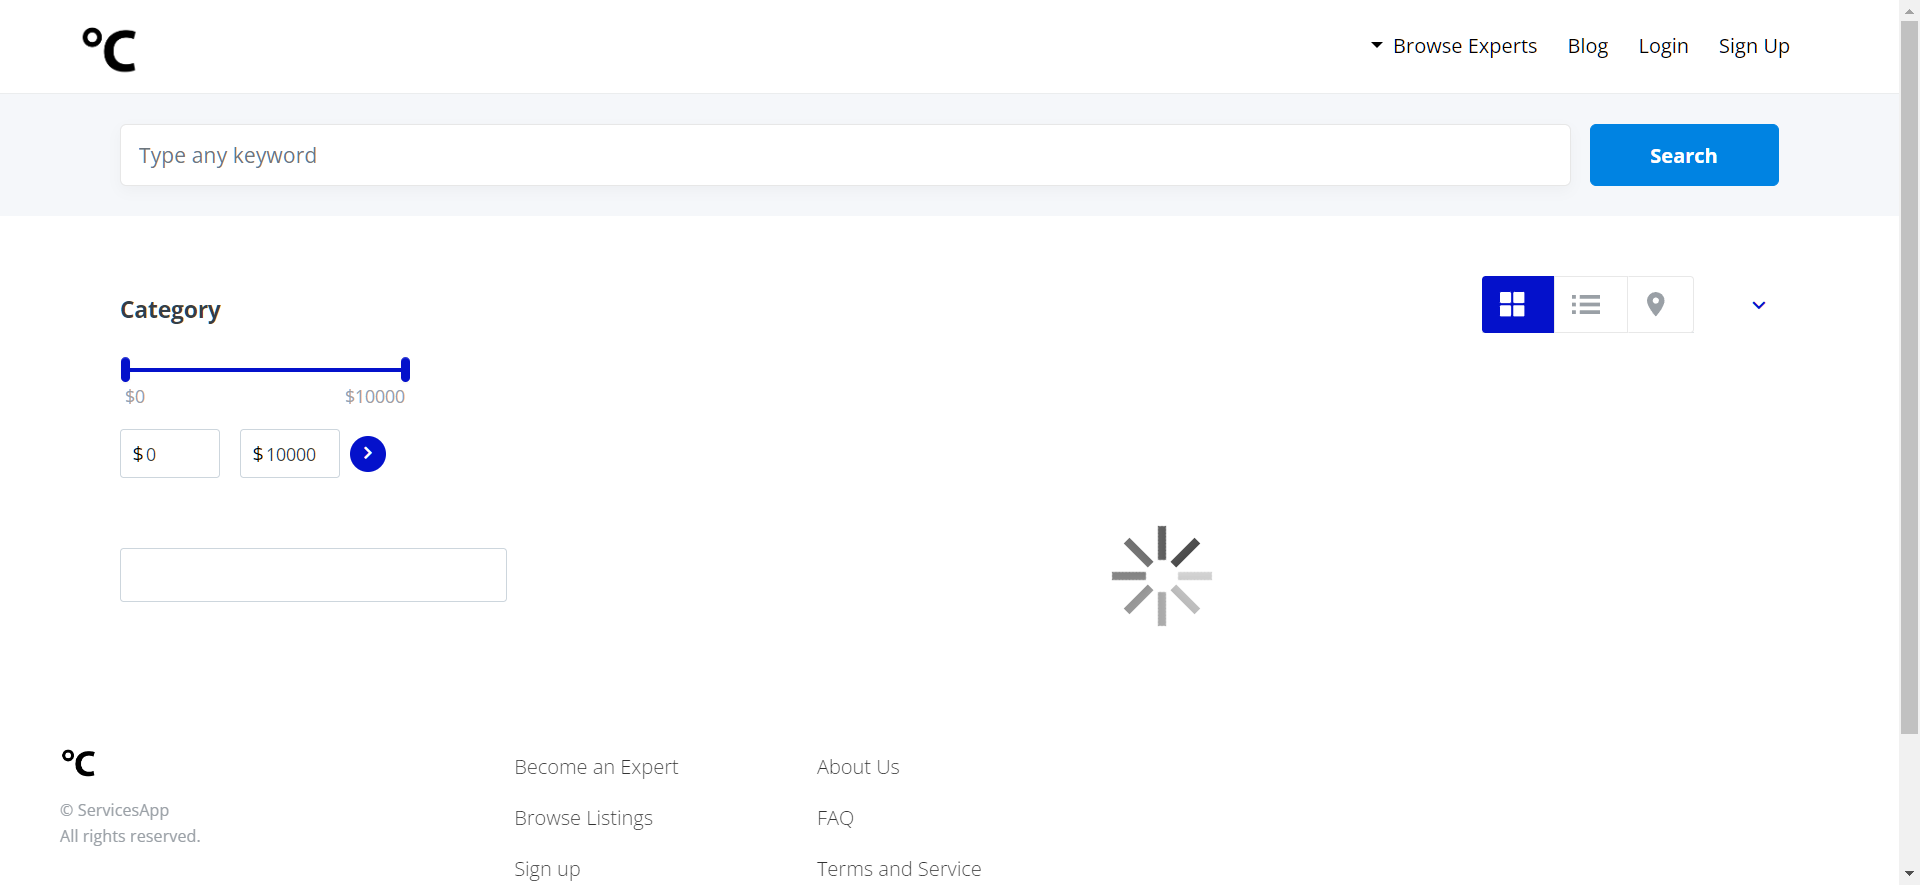 °C
Browse Experts Blog Login Sign Up
Type any keyword
Search
Category
$0 $10000
$ 0 $ 10000
°C
© ServicesApp
All rights reserved.
Become an Expert
Browse Listings
Sign up
About Us
FAQ
Terms and Service